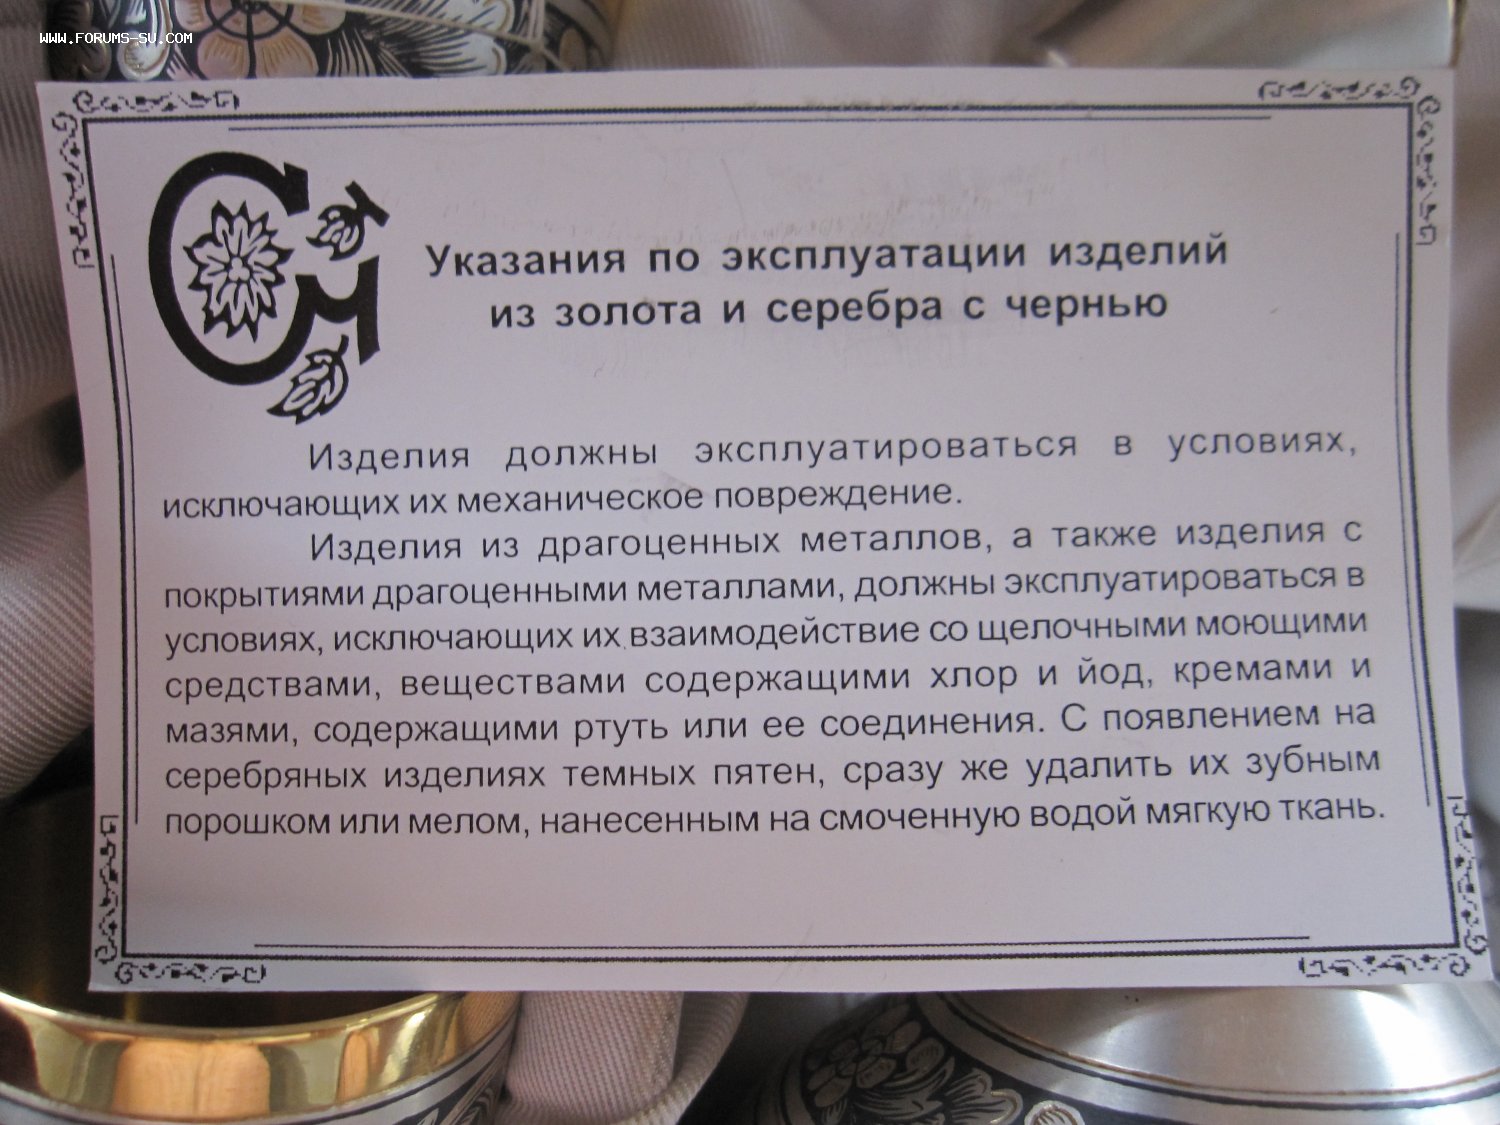 WWW.FORUMS-SU.COM
Указания по эксплуатации изделий
из золота и серебра с чернью
Изделия должны эксплуатироваться в условиях,
исключающих их механическое повреждение.
Изделия из драгоценных металлов, а также изделия с
покрытиями драгоценными металлами, должны эксплуатироваться в
условиях, исключающих их взаимодействие со щелочными моющими
средствами, веществами содержащими хлор и йод, кремами и
мазями, содержащими ртуть или ее соединения. С появлением на
серебряных изделиях темных пятен, сразу же удалить их зубным
порошком или мелом, нанесенным на смоченную водой мягкую ткань.